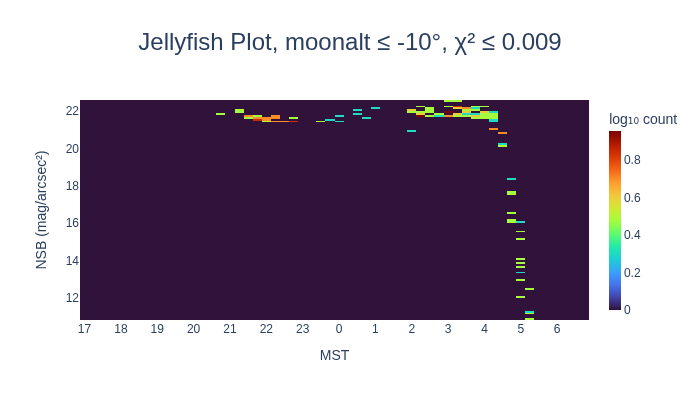 Jellyfish Plot, moonalt ≤ -10°, χ² ≤ 0.009
NSB (mag/arcsec²)
22
20
18
16
14
12
17 18 19 20 21 22 23 0 1 2 3 4 5 6
MST
log₁₀ count
0.8
0.6
0.4
0.2
0